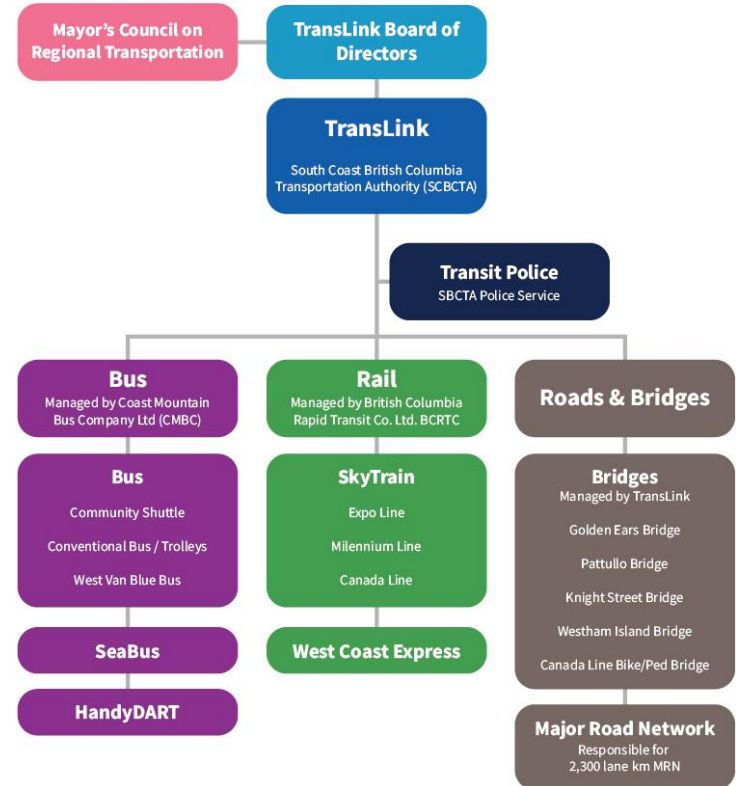 Mayor's Council on
Regional Transportation
TransLink Board of
Directors
TransLink
South Coast British Columbia
Transportation Authority (SCBCTA)
Transit Police
SBCTA Police Service
Bus
Managed by Coast Mountain
Bus Company Ltd (CMBC)
Rail
Managed by British Columbia
Rapid Transit Co. Ltd. BCRTC
Roads & Bridges
Bus
Community Shuttle
Conventional Bus / Trolleys
West Van Blue Bus
SkyTrain
Expo Line
Milennium Line
Canada Line
Bridges
Managed by TransLink
Golden Ears Bridge
Pattullo Bridge
Knight Street Bridge
Westham Island Bridge
Canada Line Bike/Ped Bridge
SeaBus
West Coast Express
HandyDART
Major Road Network
Responsible for
2,300 lane km MRN